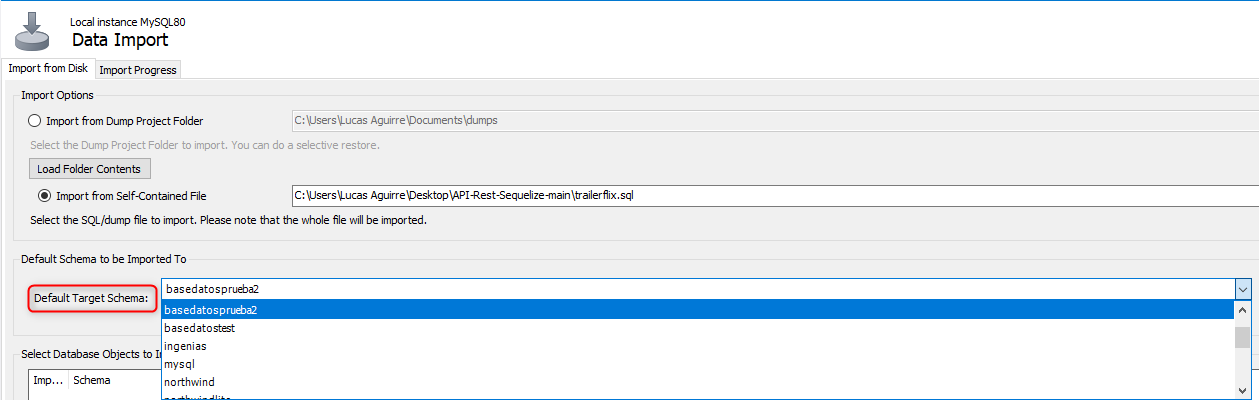 Local instance MySQL80
Data Import
Import from Disk
Import Progress
Import Options
Import from Dump Project Folder
C:\Users\Lucas Aguirre\Documents\dumps
Select the Dump Project Folder to import. You can do a selective restore.
Load Folder Contents
Import from Self-Contained File
C:\Users\Lucas Aguirre\Desktop\API-Rest-Sequelize-main\trailerflix.sql
Select the SQL/dump file to import. Please note that the whole file will be imported.
Default Schema to be Imported To
Default Target Schema:
basedatosprueba2
basedatosprueba2
basedatostest
ingenias
mysql
northwind
Select Database Objects to I
Imp... Schema